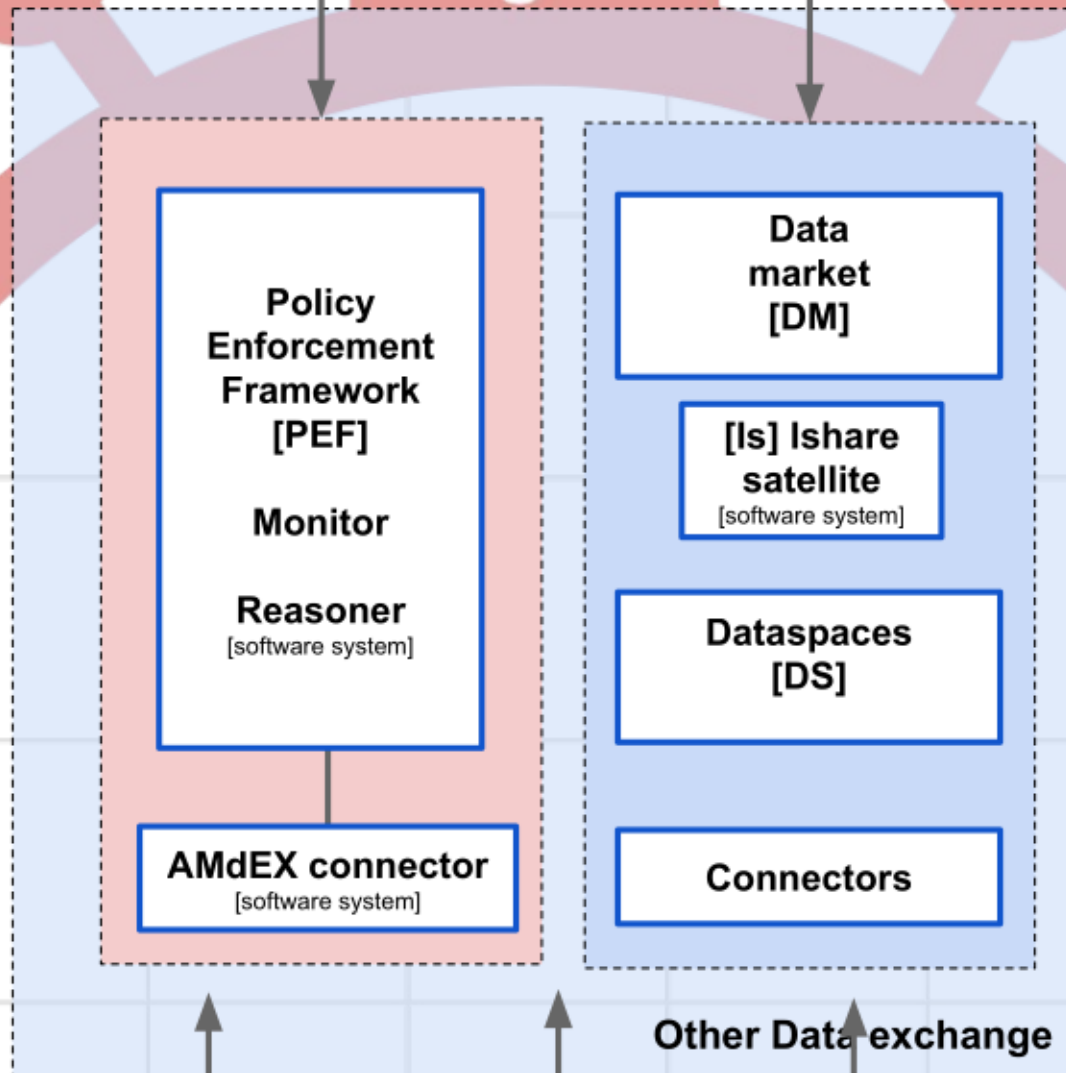 Policy
Enforcement
Framework
[PEF]
Monitor
Reasoner
[software system]
AMdEX connector
[software system]
Data
market
[DM]
[Is] Ishare
satellite
[software system]
Dataspaces
[DS]
Connectors
Other Data exchange